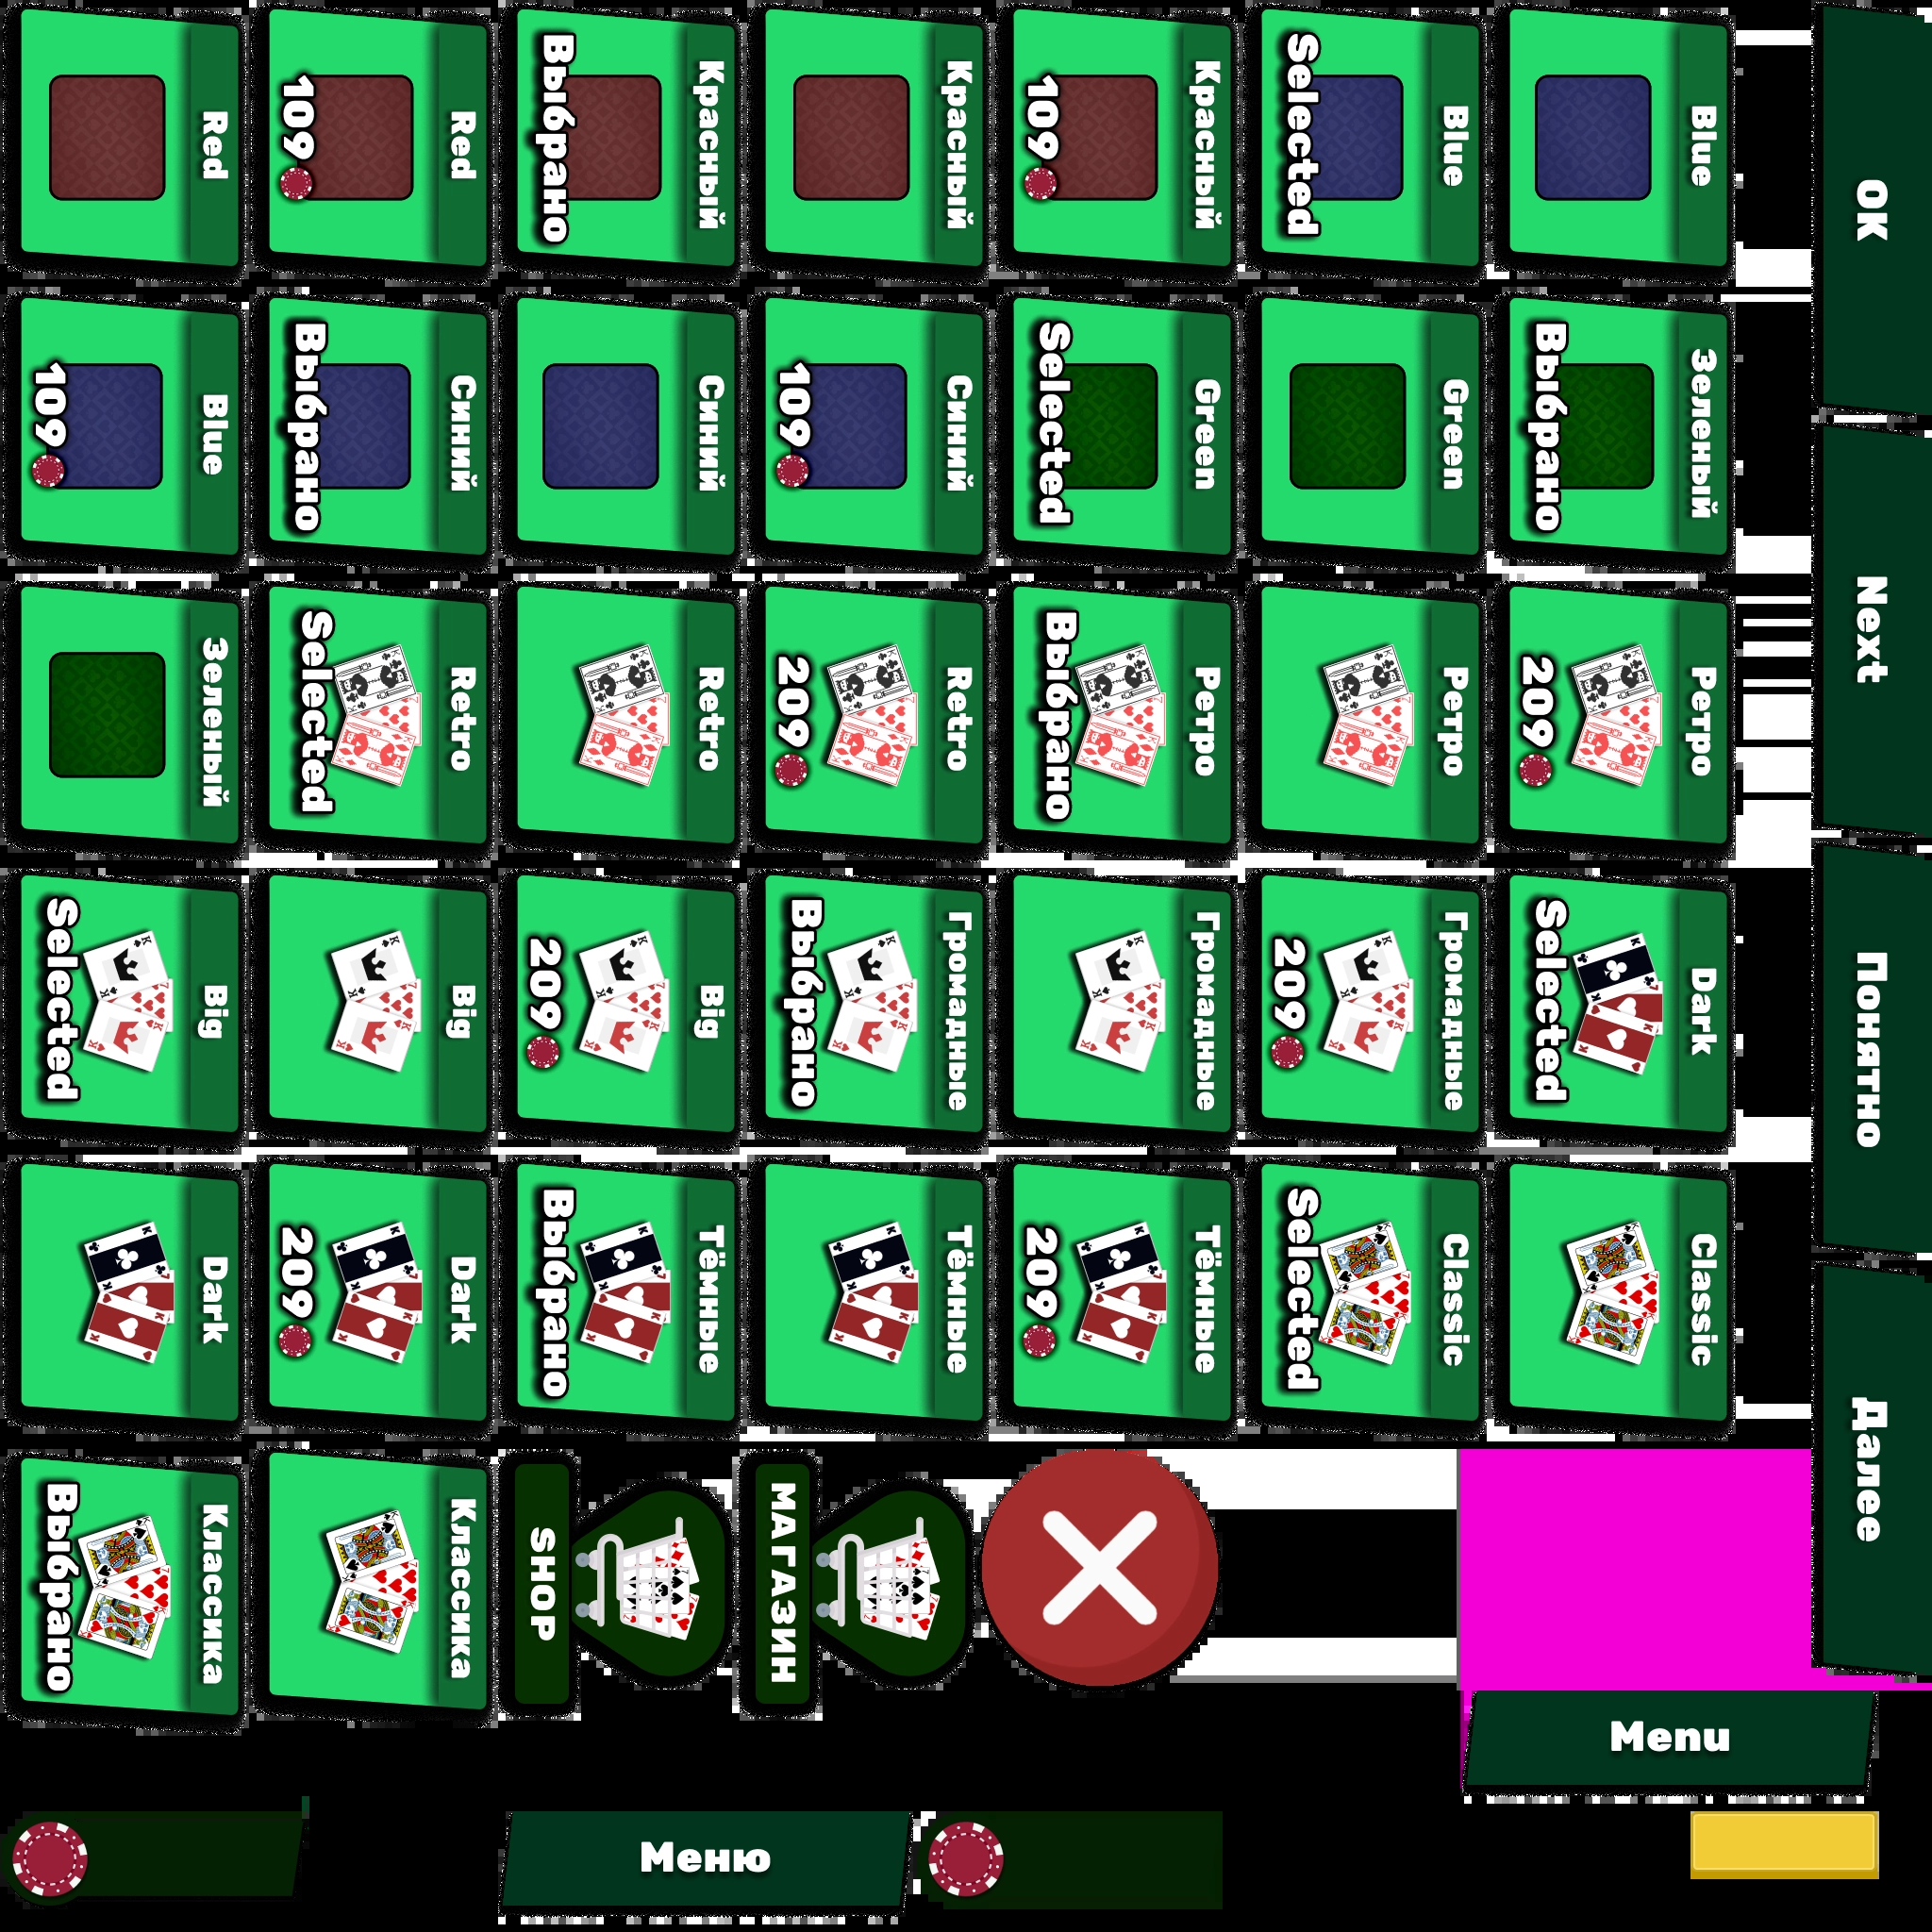 Red
Red
109
Красный
Выбрано
Красный
Красный
109
Blue
Selected
Blue
OK
Blue
109
Синий
Выбрано
Синий
Синий
109
Green
Selected
Green
Зеленый
Выбрано
Next
Зеленый
Retro
Selected
Retro
Retro
209
Ретро
Выбрано
Ретро
Ретро
209
Понятно
Big
Selected
Big
Big
209
Громадные
Выбрано
Громадные
Громадные
209
Dark
Selected
Далее
Dark
Dark
209
Тёмные
Выбрано
Тёмные
Тёмные
209
Classic
Selected
Classic
Классика
Выбрано
Классика
SHOP
МАГАЗИН
Menu
Меню